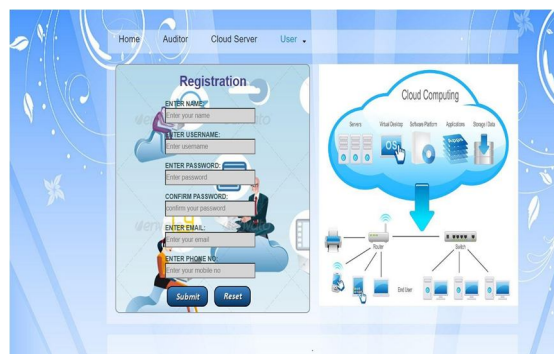 Home Auditor Cloud Server User
Registration
ENTER NAME:
Enter your name
ENTER USERNAME:
Enter username
ENTER PASSWORD:
Enter password
CONFIRM PASSWORD:
confirm your password
ENTER EMAIL:
Enter your email
ENTER PHONE NO:
Enter your mobile no
Submit Reset
Cloud Computing
Servers Virtual Desktop Software Platform Applications Storage / Data
OS
Router Switch
End User